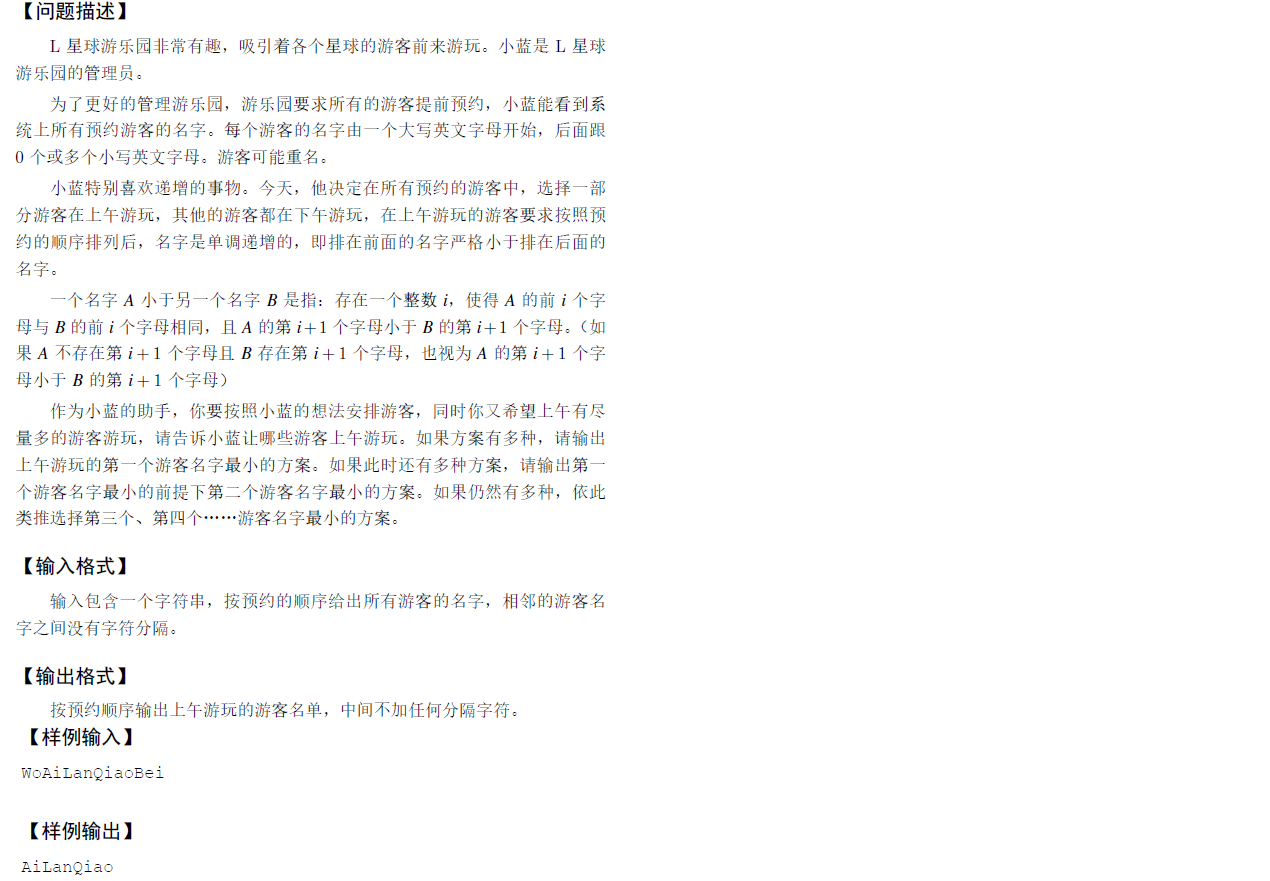 【问题描述】
L 星球游乐园非常有趣，吸引着各个星球的游客前来游玩。小蓝是 L 星球
游乐园的管理员。
为了更好的管理游乐园，游乐园要求所有的游客提前预约，小蓝能看到系
统上所有预约游客的名字。每个游客的名字由一个大写英文字母开始，后面跟
0 个或多个小写英文字母。游客可能重名。
小蓝特别喜欢递增的事物。今天，他决定在所有预约的游客中，选择一部
分游客在上午游玩，其他的游客都在下午游玩，在上午游玩的游客要求按照预
约的顺序排列后，名字是单调递增的，即排在前面的名字严格小于排在后面的
名字。
一个名字 A 小于另一个名字 B 是指：存在一个整数 i，使得 A 的前 i 个字
母与 B 的前 i 个字母相同，且 A 的第 i+1 个字母小于 B 的第 i+1 个字母。（如
果 A 不存在第 i + 1 个字母且 B 存在第 i + 1 个字母，也视为 A 的第 i + 1 个字
母小于 B 的第 i + 1 个字母）
作为小蓝的助手，你要按照小蓝的想法安排游客，同时你又希望上午有尽
量多的游客游玩，请告诉小蓝让哪些游客上午游玩。如果方案有多种，请输出
上午游玩的第一个游客名字最小的方案。如果此时还有多种方案，请输出第一
个游客名字最小的前提下第二个游客名字最小的方案。如果仍然有多种，依此
类推选择第三个、第四个……游客名字最小的方案。
【输入格式】
输入包含一个字符串，按预约的顺序给出所有游客的名字，相邻的游客名
字之间没有字符分隔。
【输出格式】
按预约顺序输出上午游玩的游客名单，中间不加任何分隔字符。
【样例输入】
WoAiLanQiaoBei
【样例输出】
AiLanQiao